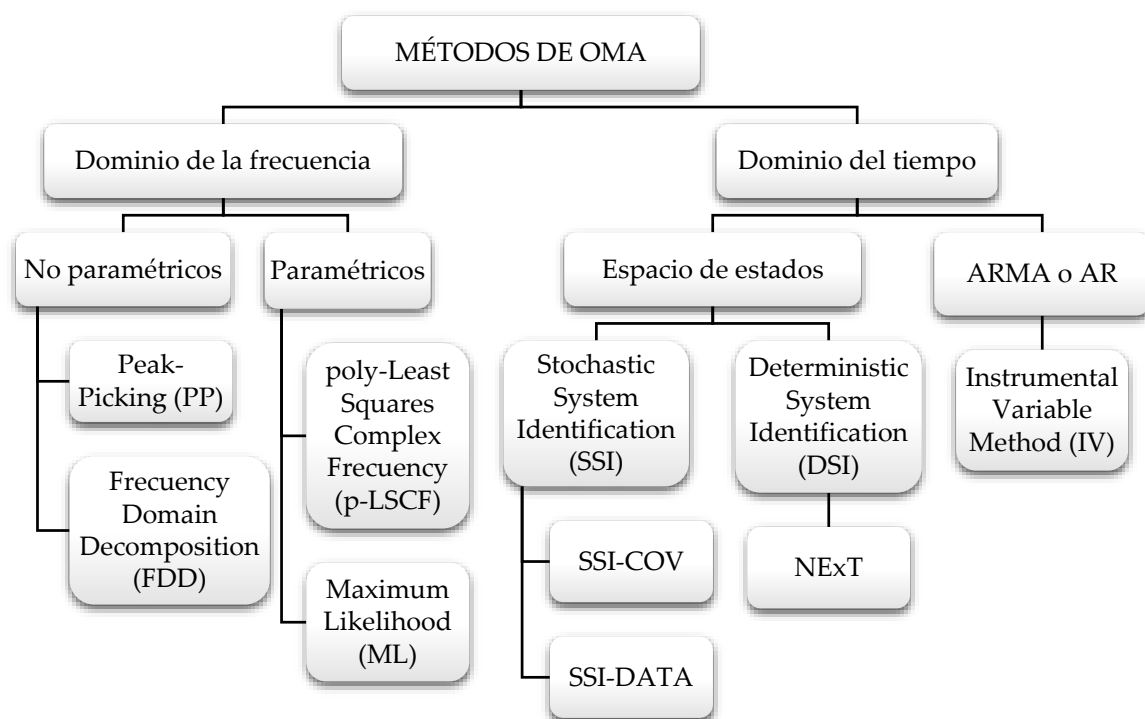 MÉTODOS DE OMA
Dominio de la frecuencia
Dominio del tiempo
No paramétricos
Paramétricos
Espacio de estados
ARMA o AR
Peak-
Picking (PP)
Frecuency
Domain
Decomposition
(FDD)
poly-Least
Squares
Complex
Frecuency
(p-LSCF)
Maximum
Likelihood
(ML)
Stochastic
System
Identification
(SSI)
SSI-COV
SSI-DATA
Deterministic
System
Identification
(DSI)
NExT
Instrumental
Variable
Method (IV)